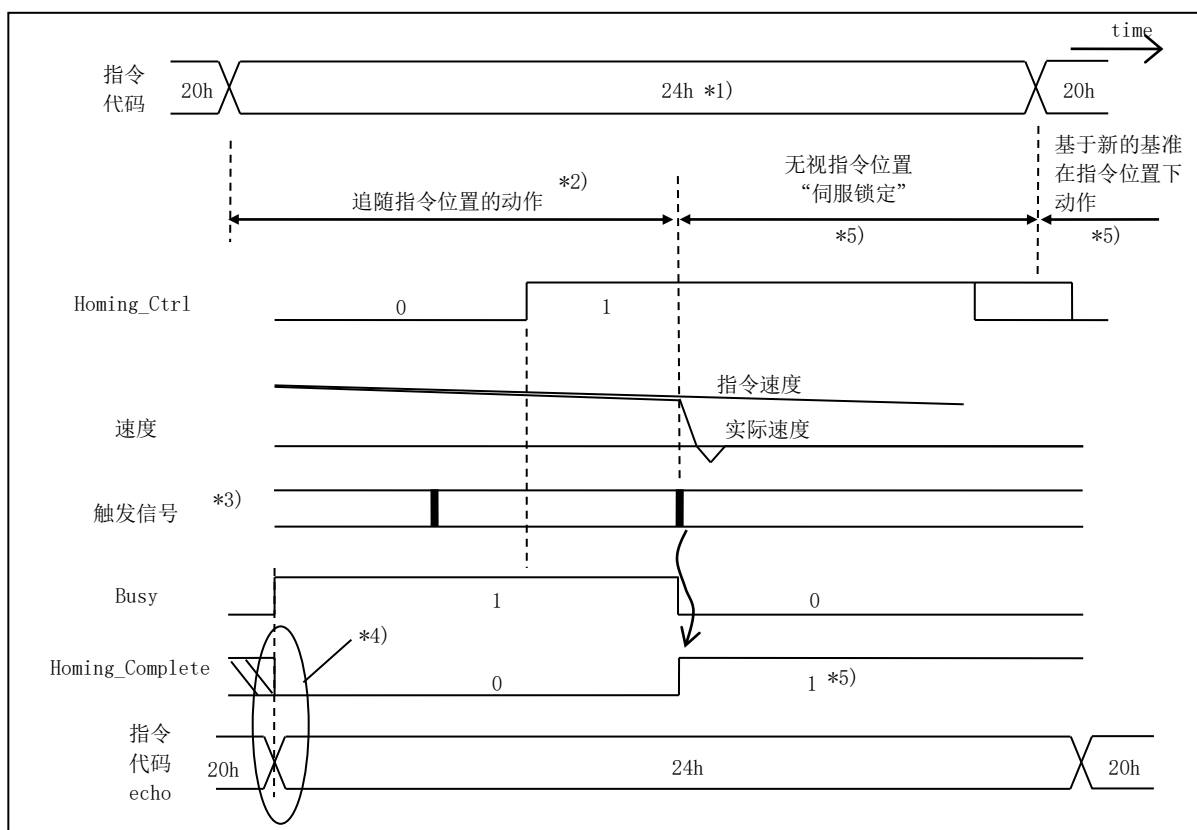 time
指令
代码
20h
24h *1)
20h
追随指令位置的动作
*2)
无视指令位置
“伺服锁定”
*5)
基于新的基准
在指令位置下
动作
*5)
Homing_Ctrl
0
1
速度
指令速度
实际速度
触发信号
*3)
Busy
1
0
*4)
Homing_Complete
0
1 *5)
指令
代码
echo
20h
24h
20h